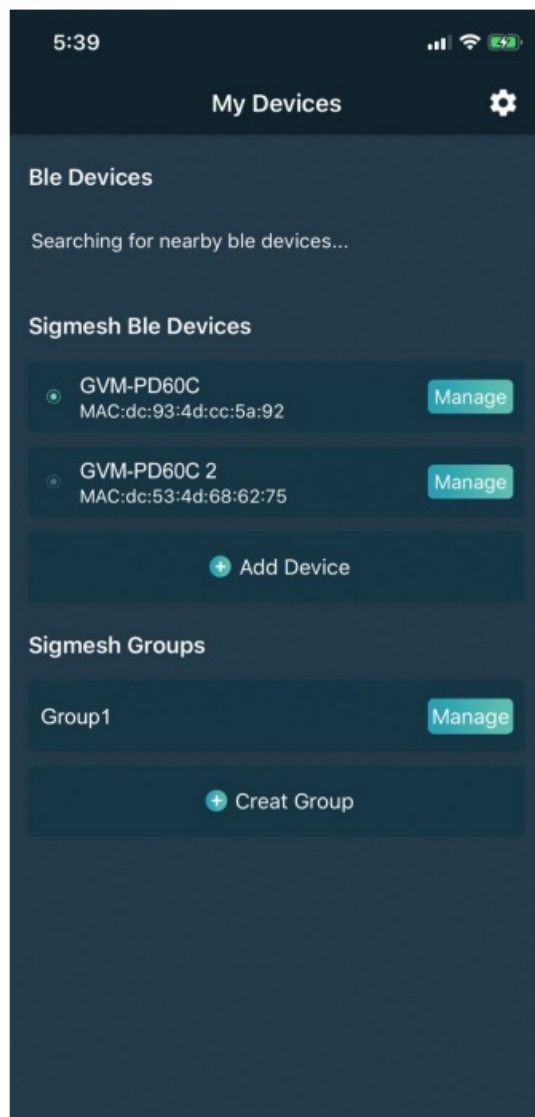 5:39
My Devices
Ble Devices
Searching for nearby ble devices...
Sigmesh Ble Devices
GVM-PD60C
MAC:dc:93:4d:cc:5a:92
Manage
GVM-PD60C 2
MAC:dc:53:4d:68:62:75
Manage
Add Device
Sigmesh Groups
Group1
Manage
Creat Group